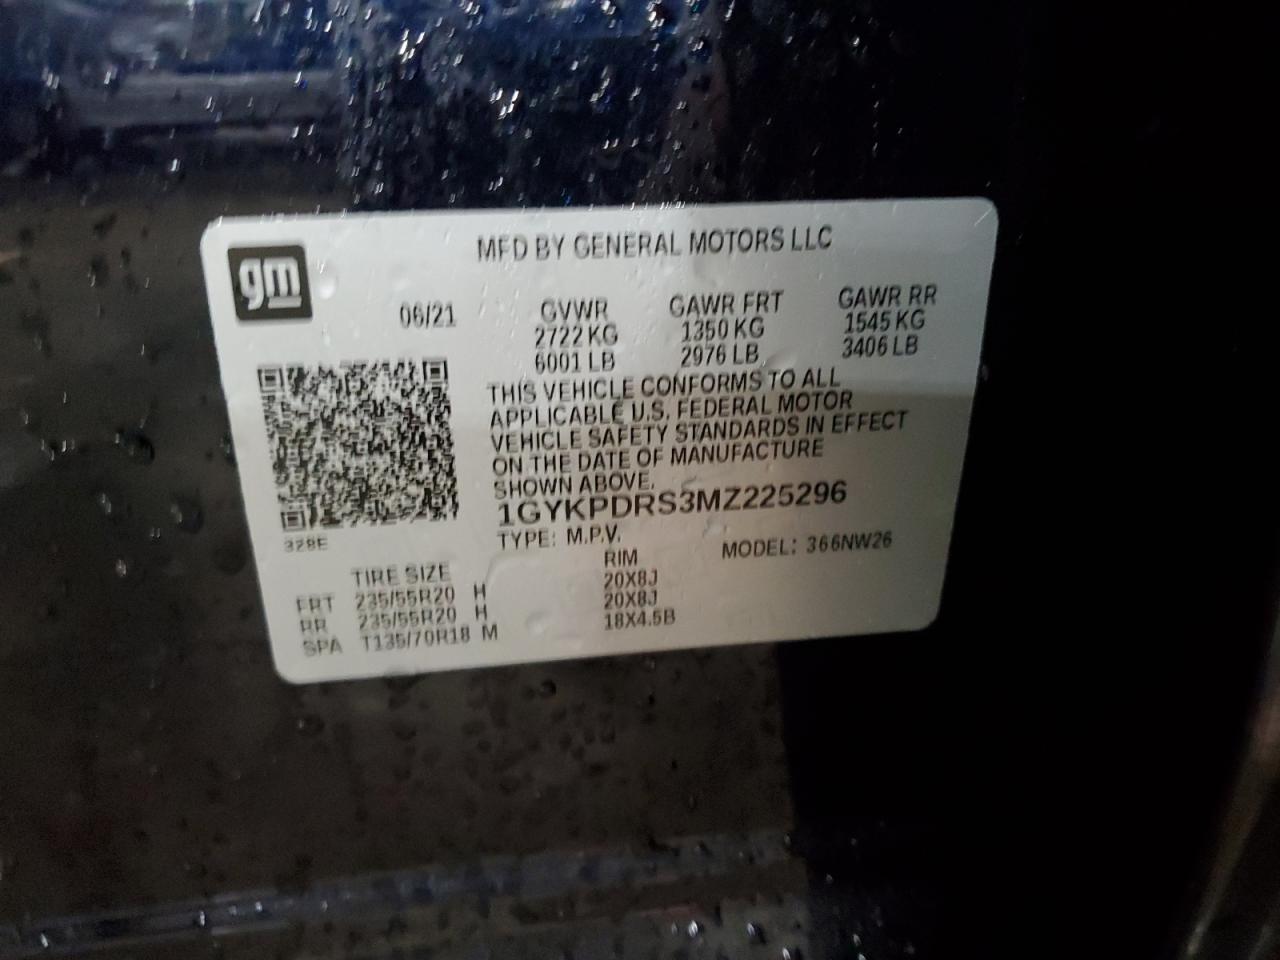 MFD BY GENERAL MOTORS LLC
gm
06/21 GVWR GAWR FRT GAWR RR
2722 KG 1350 KG 1545 KG
6001 LB 2976 LB 3406 LB
THIS VEHICLE CONFORMS TO ALL
APPLICABLE U.S. FEDERAL MOTOR
VEHICLE SAFETY STANDARDS IN EFFECT
ON THE DATE OF MANUFACTURE
SHOWN ABOVE.
1GYKPDRS3MZ225296
328E
TYPE: M.P.V. MODEL: 366NW26
TIRE SIZE RIM
FRT 235/55R20 H 20X8J
RR 235/55R20 H 20X8J
SPA T135/70R18 M 18X4.5B